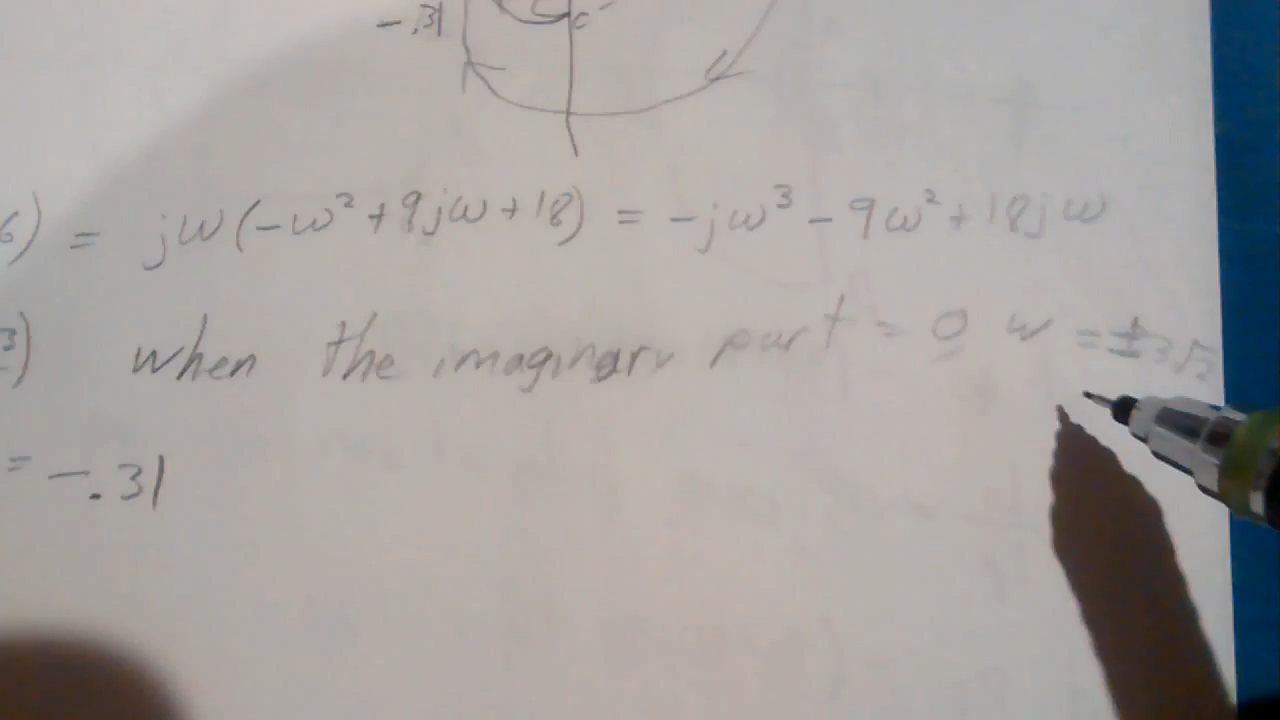 -.31
6) = jω(-ω²+9jω+18) = -jω³-9ω²+18jω
3) when the imaginary part = 0 ω = ±3√2
= -.31